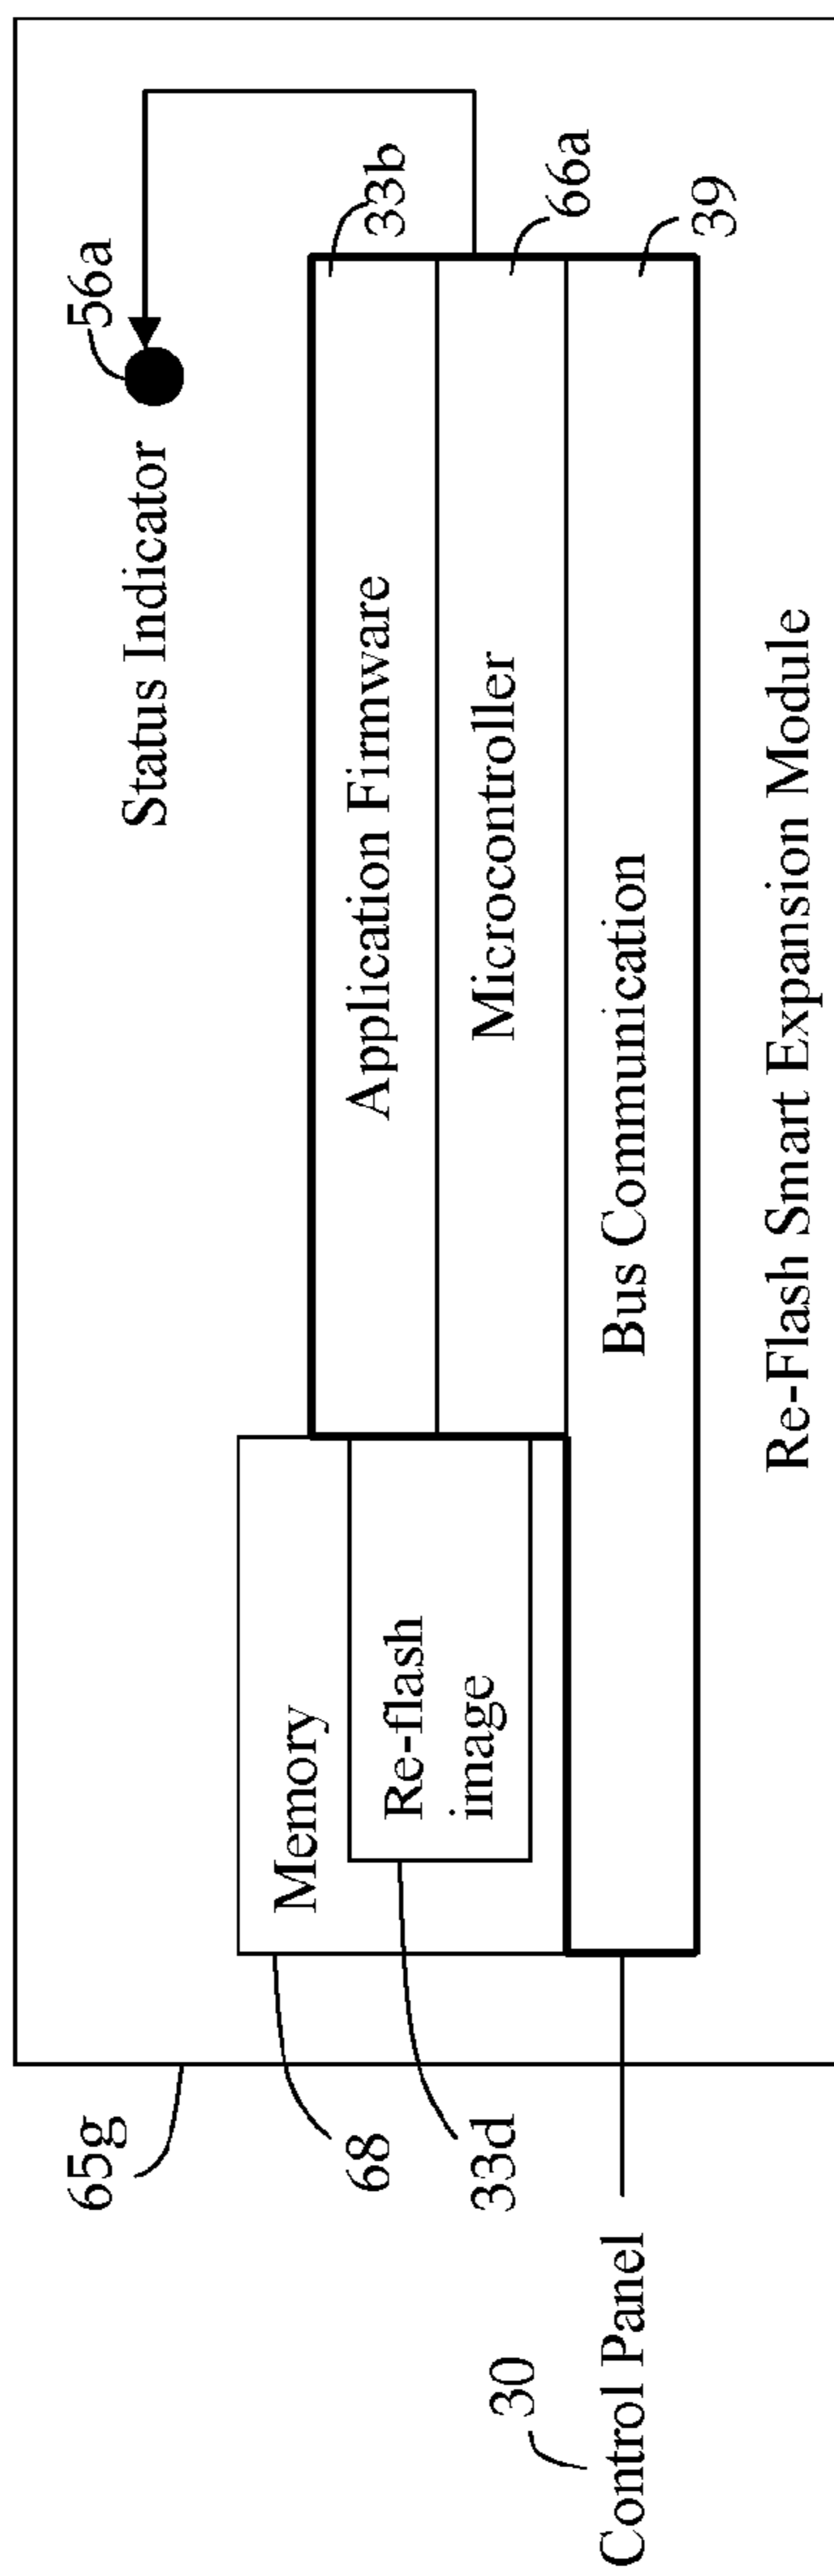 56a
Status Indicator
33b
Application Firmware
66a
Microcontroller
39
Bus Communication
Memory
Re-flash
image
65g
68
33d
30
Control Panel
Re-Flash Smart Expansion Module